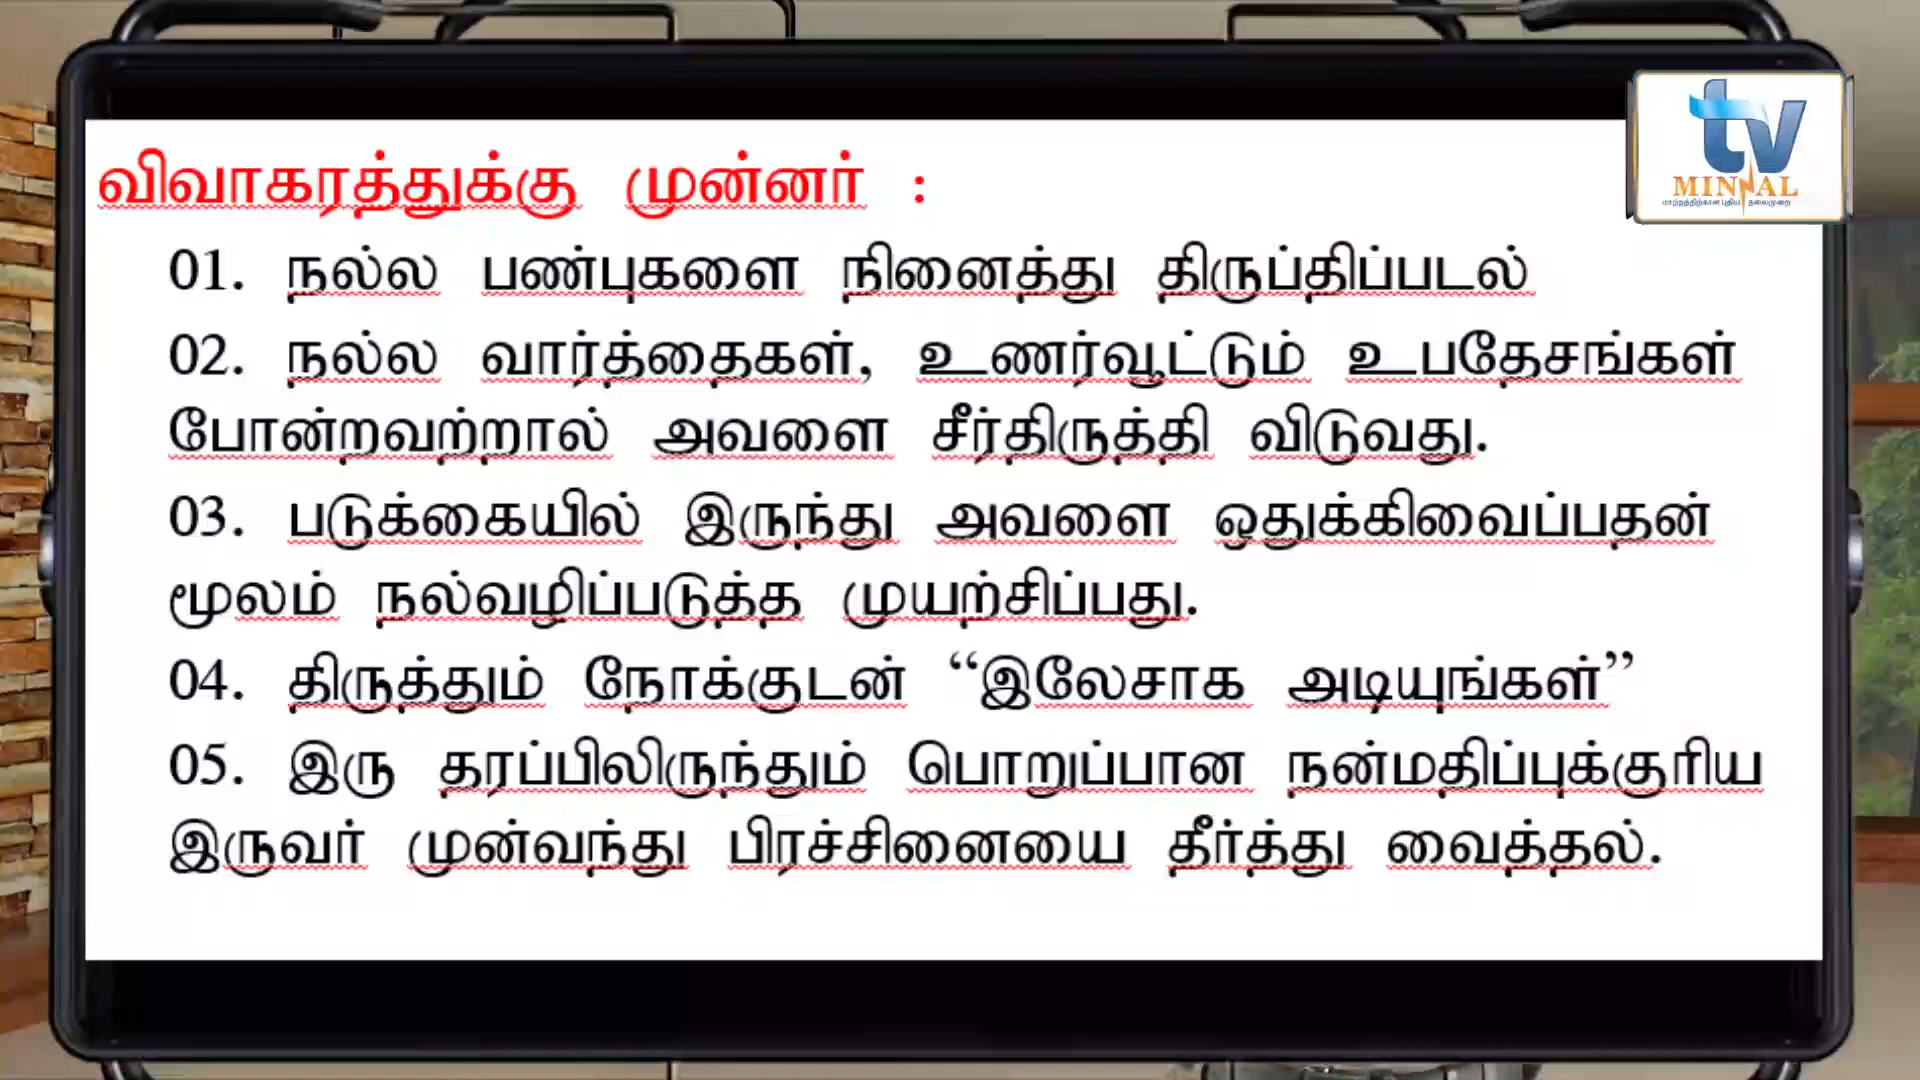 விவாகரத்துக்கு முன்னர் :
01. நல்ல பண்புகளை நினைத்து திருப்திப்படல்
02. நல்ல வார்த்தைகள், உணர்வூட்டும் உபதேசங்கள்
போன்றவற்றால் அவளை சீர்திருத்தி விடுவது.
03. படுக்கையில் இருந்து அவளை ஒதுக்கிவைப்பதன்
மூலம் நல்வழிப்படுத்த முயற்சிப்பது.
04. திருத்தும் நோக்குடன் “இலேசாக அடியுங்கள்”
05. இரு தரப்பிலிருந்தும் பொறுப்பான நன்மதிப்புக்குரிய
இருவர் முன்வந்து பிரச்சினையை தீர்த்து வைத்தல்.
tv
MINNAL
மாற்றத்திற்கான புதிய தலைமுறை